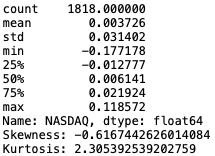 count    1818.000000
mean        0.003726
std         0.031402
min        -0.177178
25%        -0.012777
50%         0.006141
75%         0.021924
max         0.118572
Name: NASDAQ, dtype: float64
Skewness: -0.6167442626014084
Kurtosis: 2.305392539202759